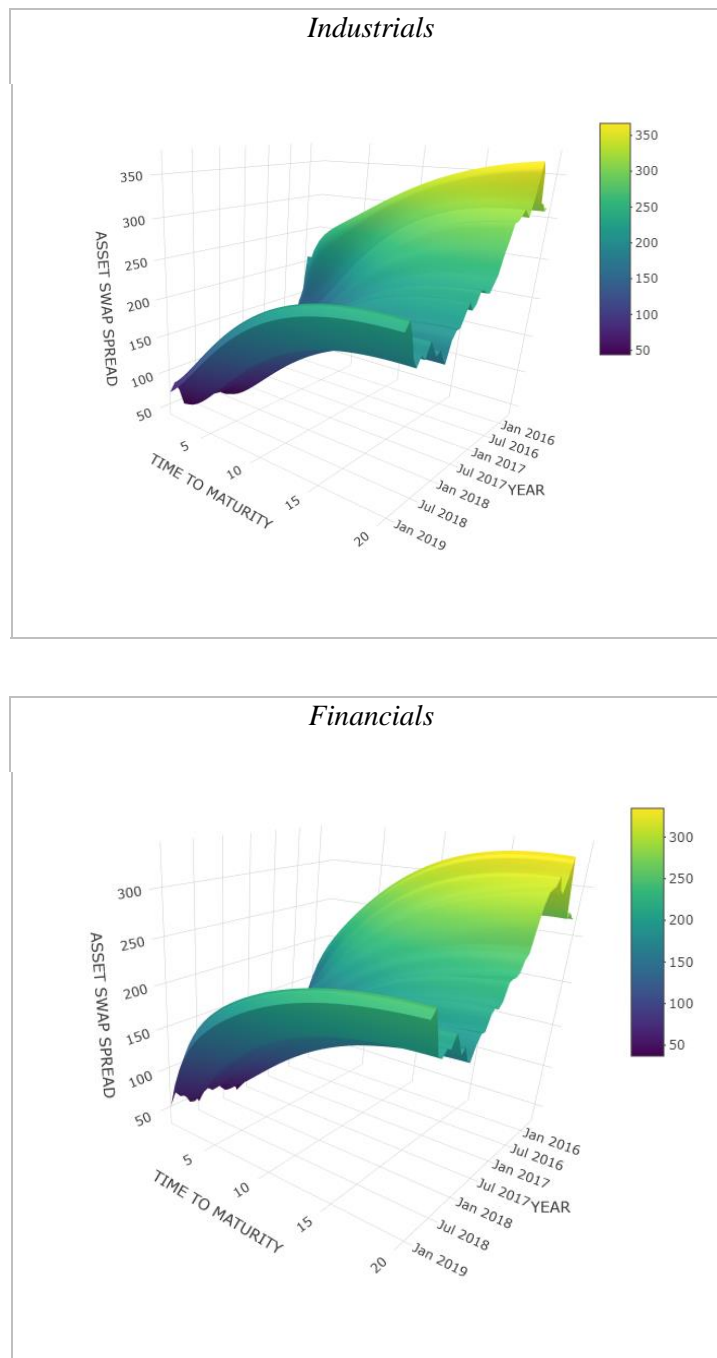 Industrials
350
300
250
200
150
100
50
ASSET SWAP SPREAD
5
10
15
20
TIME TO MATURITY
Jan 2016
Jul 2016
Jan 2017
Jul 2017
Jan 2018
Jul 2018
Jan 2019
YEAR
350
300
250
200
150
100
50
Financials
300
250
200
150
100
50
ASSET SWAP SPREAD
5
10
15
20
TIME TO MATURITY
Jan 2016
Jul 2016
Jan 2017
Jul 2017
Jan 2018
Jul 2018
Jan 2019
YEAR
300
250
200
150
100
50